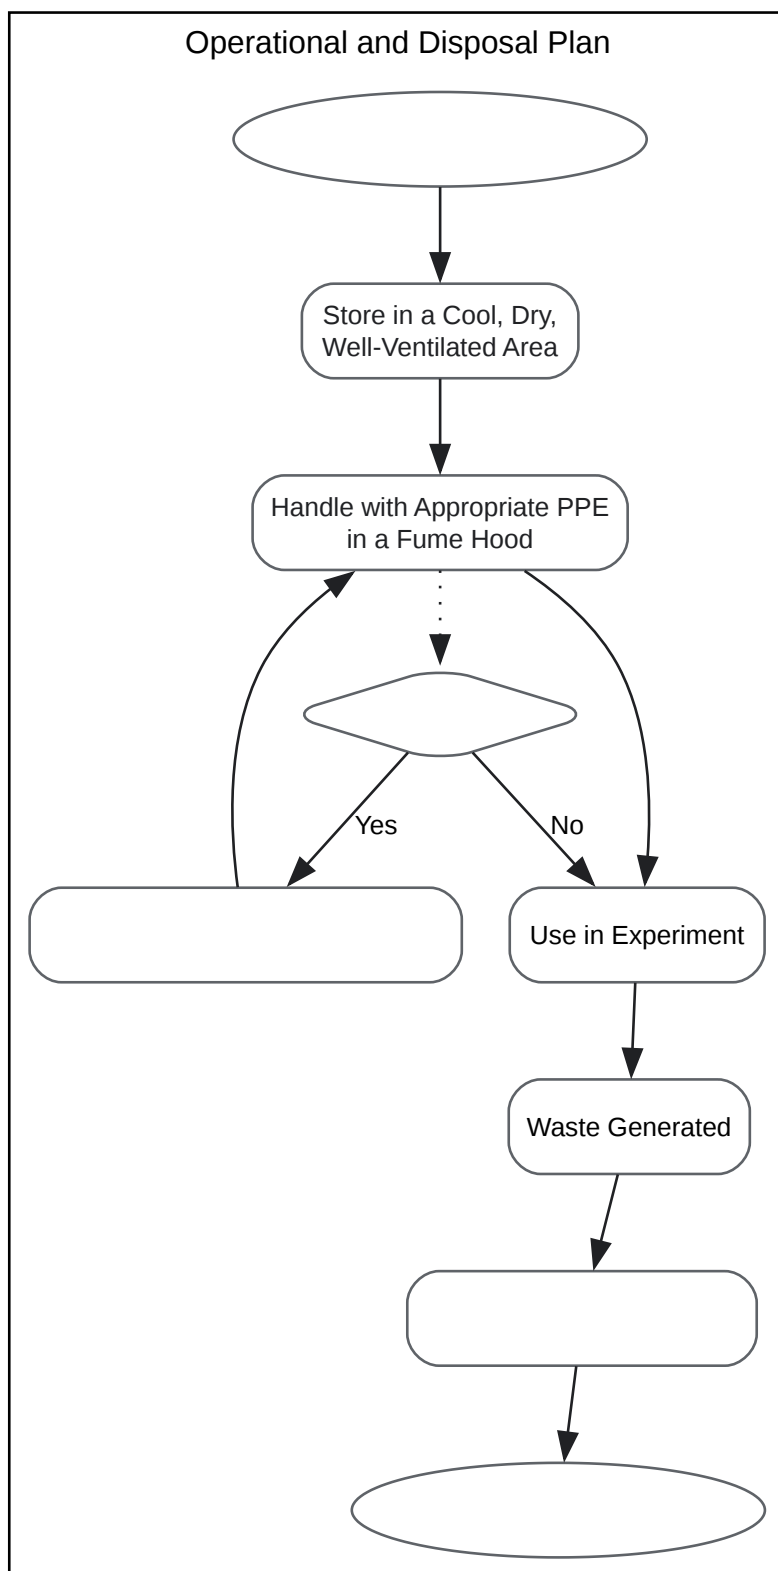 Operational and Disposal Plan
Store in a Cool, Dry,
Well-Ventilated Area
Handle with Appropriate PPE
in a Fume Hood
Yes
No
Use in Experiment
Waste Generated